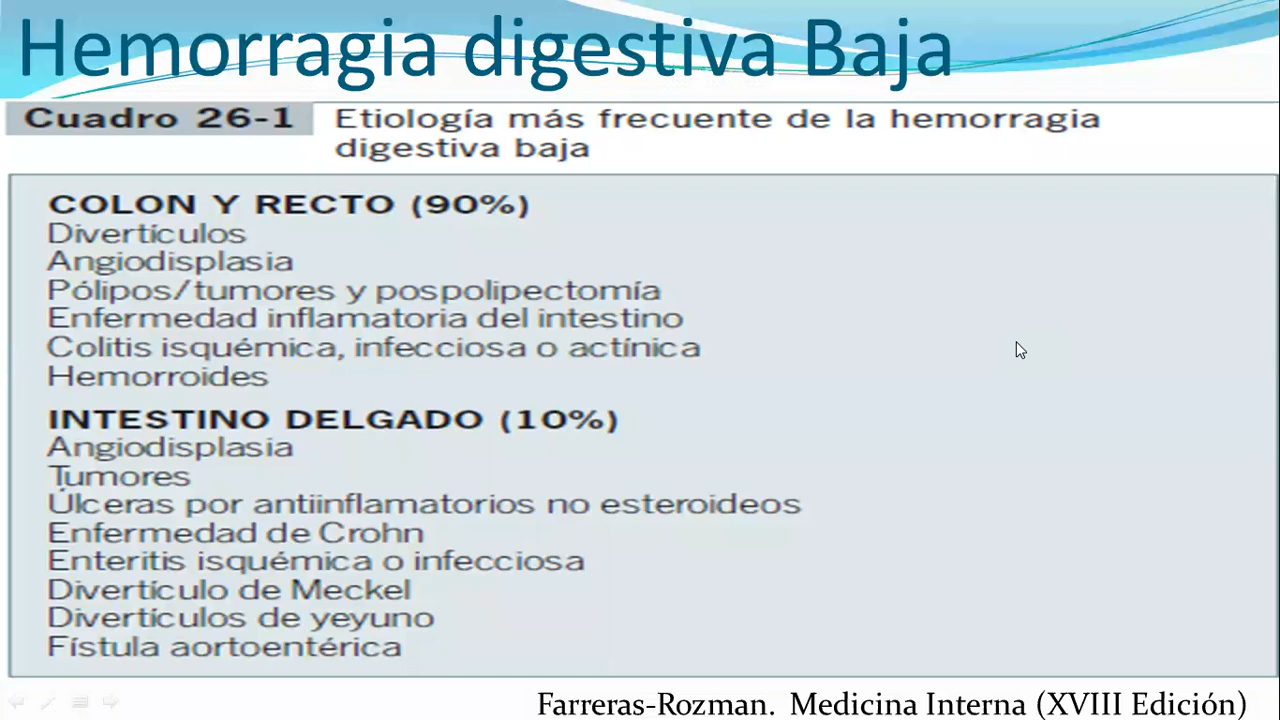 Hemorragia digestiva Baja
Cuadro 26-1 Etiología más frecuente de la hemorragia
digestiva baja
COLON Y RECTO (90%)
Divertículos
Angiodisplasia
Pólipos/tumores y pospolipectomía
Enfermedad inflamatoria del intestino
Colitis isquémica, infecciosa o actínica
Hemorroides
INTESTINO DELGADO (10%)
Angiodisplasia
Tumores
Úlceras por antiinflamatorios no esteroideos
Enfermedad de Crohn
Enteritis isquémica o infecciosa
Divertículo de Meckel
Divertículos de yeyuno
Fístula aortoentérica
Farreras-Rozman. Medicina Interna (XVIII Edición)